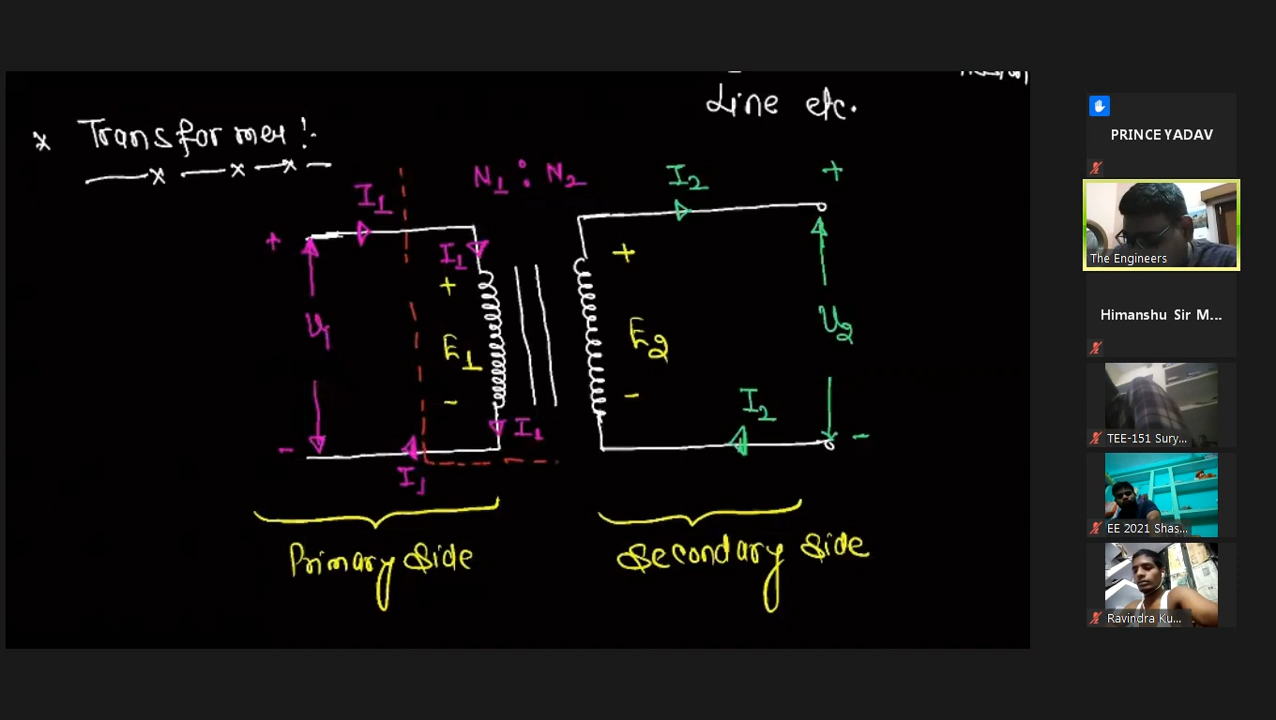 Line etc.
* Transformer :-
N1 : N2
I1
I2
+
+
I1
+
+
V1
E1
E2
V2
-
-
I2
I1
-
-
I1
Primary Side
Secondary Side
PRINCE YADAV
The Engineers
Himanshu Sir M...
TEE-151 Sury...
EE 2021 Shas...
Ravindra Ku...